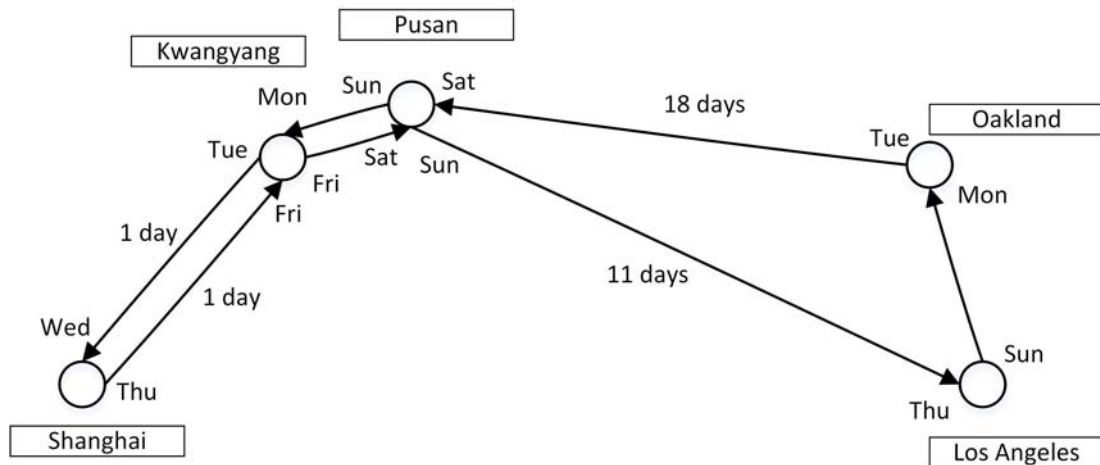 Pusan
Kwangyang
Sun
Sat
Mon
18 days
Oakland
Tue
Tue
Sat
Sun
Fri
Mon
Fri
1 day
11 days
1 day
Wed
Sun
Thu
Thu
Shanghai
Los Angeles